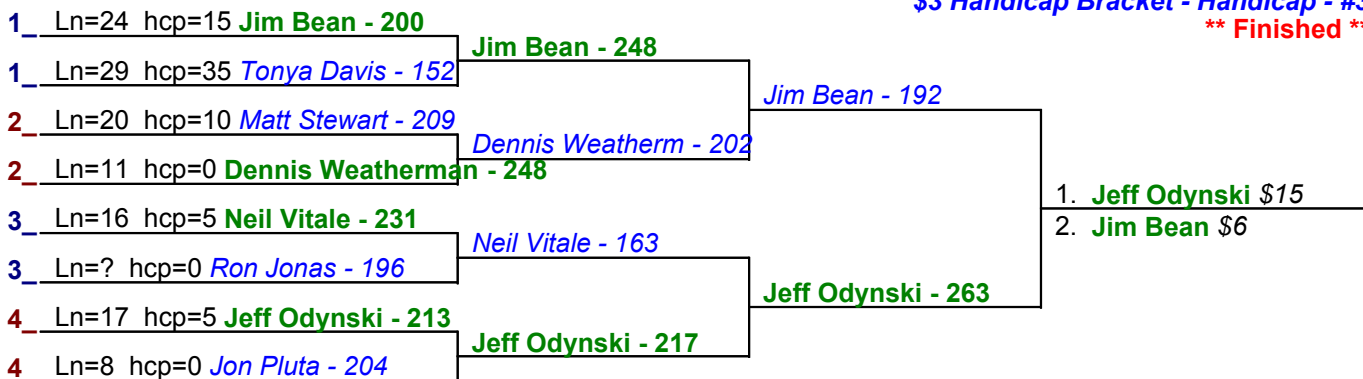 $3 Handicap Bracket - Handicap - #3
** Finished **
1_ Ln=24 hcp=15 Jim Bean - 200
Jim Bean - 248
1_ Ln=29 hcp=35 Tonya Davis - 152
Jim Bean - 192
2_ Ln=20 hcp=10 Matt Stewart - 209
Dennis Weatherm - 202
2_ Ln=11 hcp=0 Dennis Weatherman - 248
1. Jeff Odynski $15
2. Jim Bean $6
3_ Ln=16 hcp=5 Neil Vitale - 231
Neil Vitale - 163
3_ Ln=? hcp=0 Ron Jonas - 196
Jeff Odynski - 263
4_ Ln=17 hcp=5 Jeff Odynski - 213
Jeff Odynski - 217
4 Ln=8 hcp=0 Jon Pluta - 204